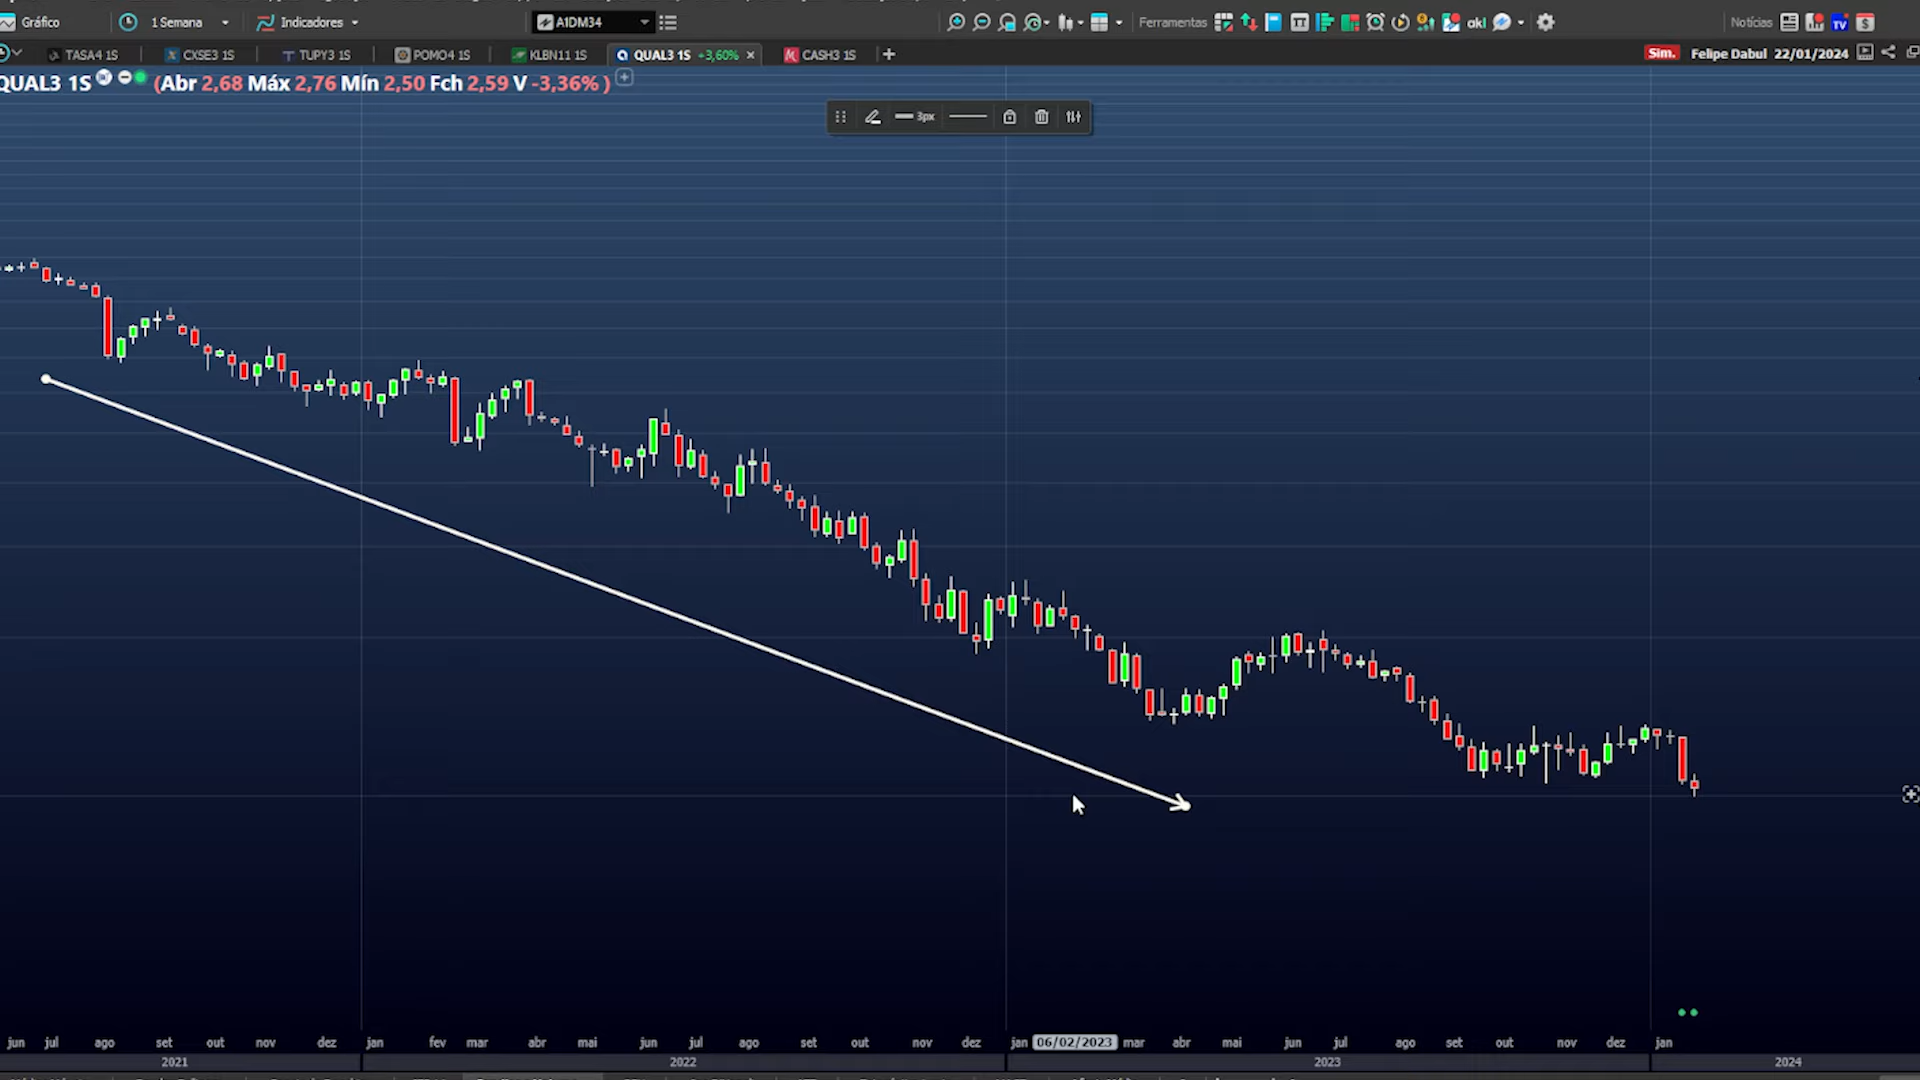 Gráfico 1 Semana Indicadores A1DM34 Ferramentas akl Notícias
TASA4 1S CXSE3 1S TUPY3 1S POMO4 1S KLBN11 1S QUAL3 1S +3,60% CASH3 1S Sim. Felipe Dabul 22/01/2024
QUAL3 1S (Abr 2,68 Máx 2,76 Mín 2,50 Fch 2,59 V -3,36% )
3px
jun jul ago set out nov dez jan fev mar abr mai jun jul ago set out nov dez jan 06/02/2023 mar abr mai jun jul ago set out nov dez jan
2021 2022 2023 2024